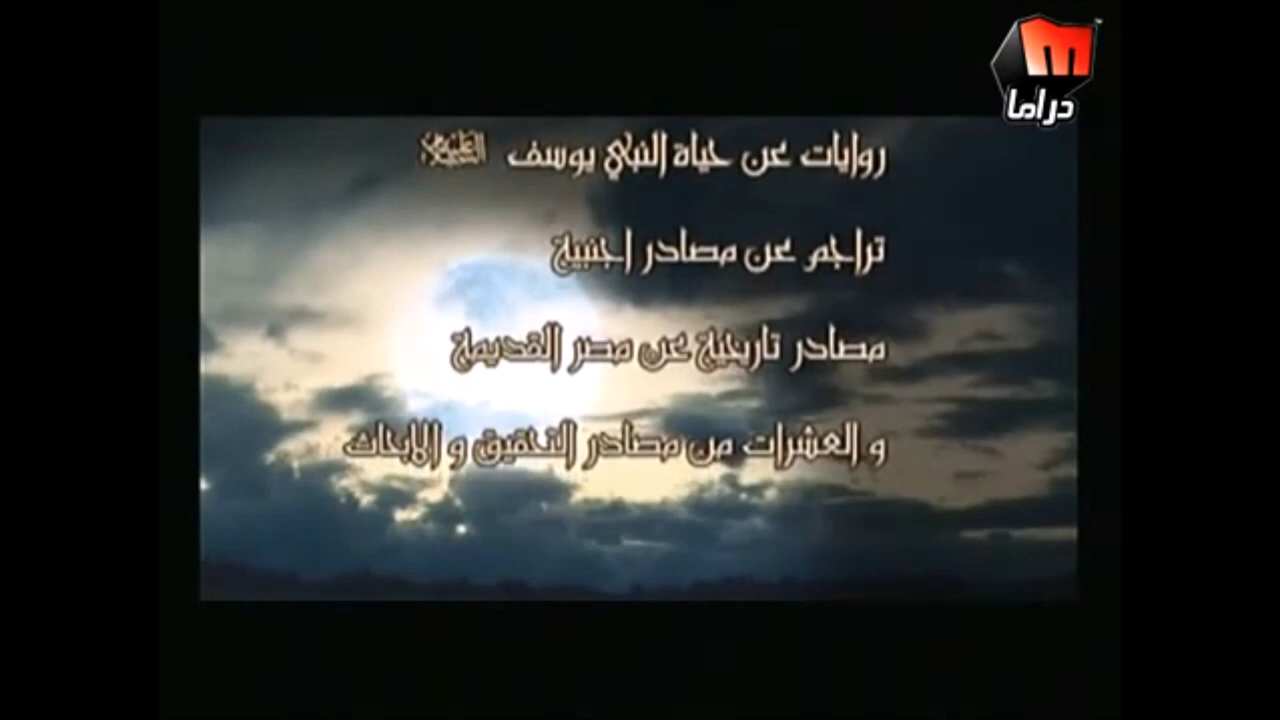 دراما
روايات عن حياة النبي يوسف عليه السلام
تراجم عن مصادر اجنبية
مصادر تاريخية عن مصر القديمة
و العشرات من مصادر التحقيق و الابحاث